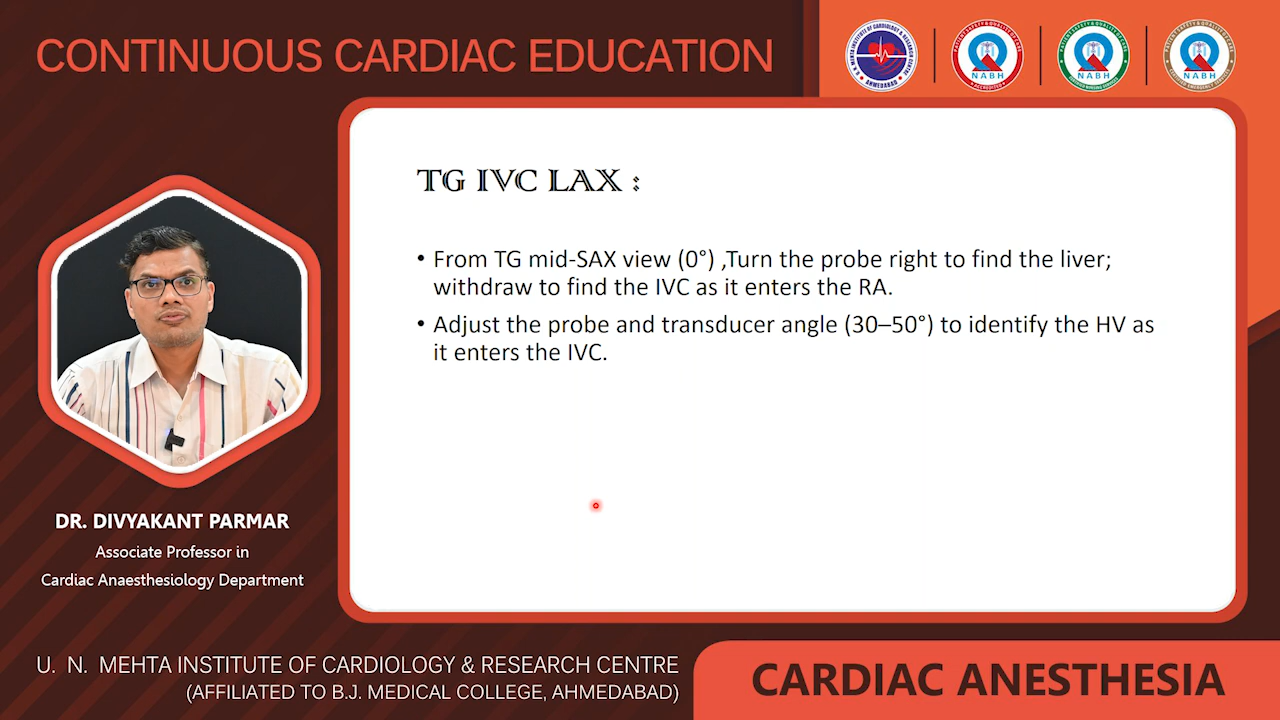 CONTINUOUS CARDIAC EDUCATION
NABH
NABH
NABH
TG IVC LAX :
• From TG mid-SAX view (0°) ,Turn the probe right to find the liver;
withdraw to find the IVC as it enters the RA.
• Adjust the probe and transducer angle (30–50°) to identify the HV as
it enters the IVC.
DR. DIVYAKANT PARMAR
Associate Professor in
Cardiac Anaesthesiology Department
U. N. MEHTA INSTITUTE OF CARDIOLOGY & RESEARCH CENTRE
(AFFILIATED TO B.J. MEDICAL COLLEGE, AHMEDABAD)
CARDIAC ANESTHESIA